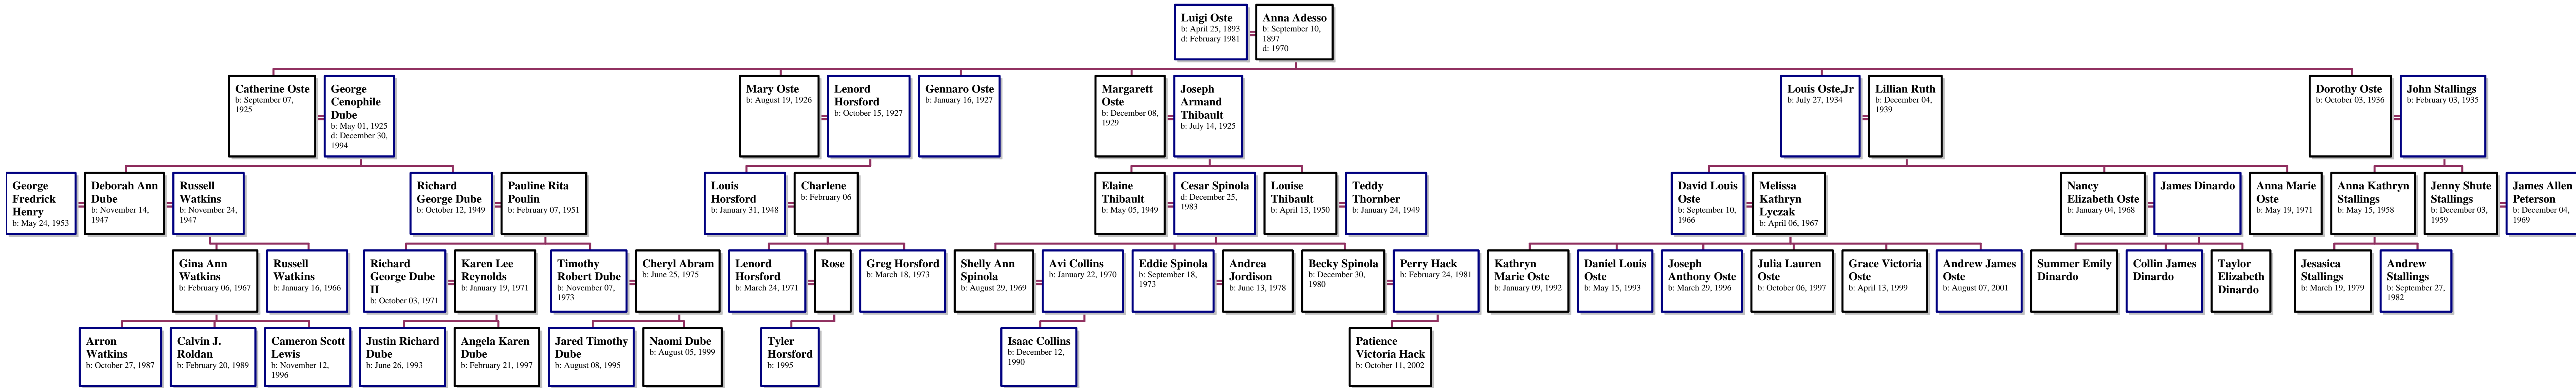 Luigi Oste
b: April 25, 1893
d: February 1981
Anna Adesso
b: September 10,
1897
d: 1970
Catherine Oste
b: September 07,
1925
George
Cenophile
Dube
b: May 01, 1925
d: December 30,
1994
Mary Oste
b: August 19, 1926
Lenord
Horsford
b: October 15, 1927
Gennaro Oste
b: January 16, 1927
Margarett
Oste
b: December 08,
1929
Joseph
Armand
Thibault
b: July 14, 1925
Louis Oste,Jr
b: July 27, 1934
Lillian Ruth
b: December 04,
1939
Dorothy Oste
b: October 03, 1936
John Stallings
b: February 03, 1935
George
Fredrick
Henry
b: May 24, 1953
Deborah Ann
Dube
b: November 14,
1947
Russell
Watkins
b: November 24,
1947
Richard
George Dube
b: October 12, 1949
Pauline Rita
Poulin
b: February 07, 1951
Louis
Horsford
b: January 31, 1948
Charlene
b: February 06
Elaine
Thibault
b: May 05, 1949
Cesar Spinola
d: December 25,
1983
Louise
Thibault
b: April 13, 1950
Teddy
Thornber
b: January 24, 1949
David Louis
Oste
b: September 10,
1966
Melissa
Kathryn
Lyczak
b: April 06, 1967
Nancy
Elizabeth Oste
b: January 04, 1968
James Dinardo
Anna Marie
Oste
b: May 19, 1971
Anna Kathryn
Stallings
b: May 15, 1958
Jenny Shute
Stallings
b: December 03,
1959
James Allen
Peterson
b: December 04,
1969
Gina Ann
Watkins
b: February 06, 1967
Russell
Watkins
b: January 16, 1966
Richard
George Dube
II
b: October 03, 1971
Karen Lee
Reynolds
b: January 19, 1971
Timothy
Robert Dube
b: November 07,
1973
Cheryl Abram
b: June 25, 1975
Lenord
Horsford
b: March 24, 1971
Rose
Greg Horsford
b: March 18, 1973
Shelly Ann
Spinola
b: August 29, 1969
Avi Collins
b: January 22, 1970
Eddie Spinola
b: September 18,
1973
Andrea
Jordison
b: June 13, 1978
Becky Spinola
b: December 30,
1980
Perry Hack
b: February 24, 1981
Kathryn
Marie Oste
b: January 09, 1992
Daniel Louis
Oste
b: May 15, 1993
Joseph
Anthony Oste
b: March 29, 1996
Julia Lauren
Oste
b: October 06, 1997
Grace Victoria
Oste
b: April 13, 1999
Andrew James
Oste
b: August 07, 2001
Summer Emily
Dinardo
Collin James
Dinardo
Taylor
Elizabeth
Dinardo
Jesasica
Stallings
b: March 19, 1979
Andrew
Stallings
b: September 27,
1982
Arron
Watkins
b: October 27, 1987
Calvin J.
Roldan
b: February 20, 1989
Cameron Scott
Lewis
b: November 12,
1996
Justin Richard
Dube
b: June 26, 1993
Angela Karen
Dube
b: February 21, 1997
Jared Timothy
Dube
b: August 08, 1995
Naomi Dube
b: August 05, 1999
Tyler
Horsford
b: 1995
Isaac Collins
b: December 12,
1990
Patience
Victoria Hack
b: October 11, 2002